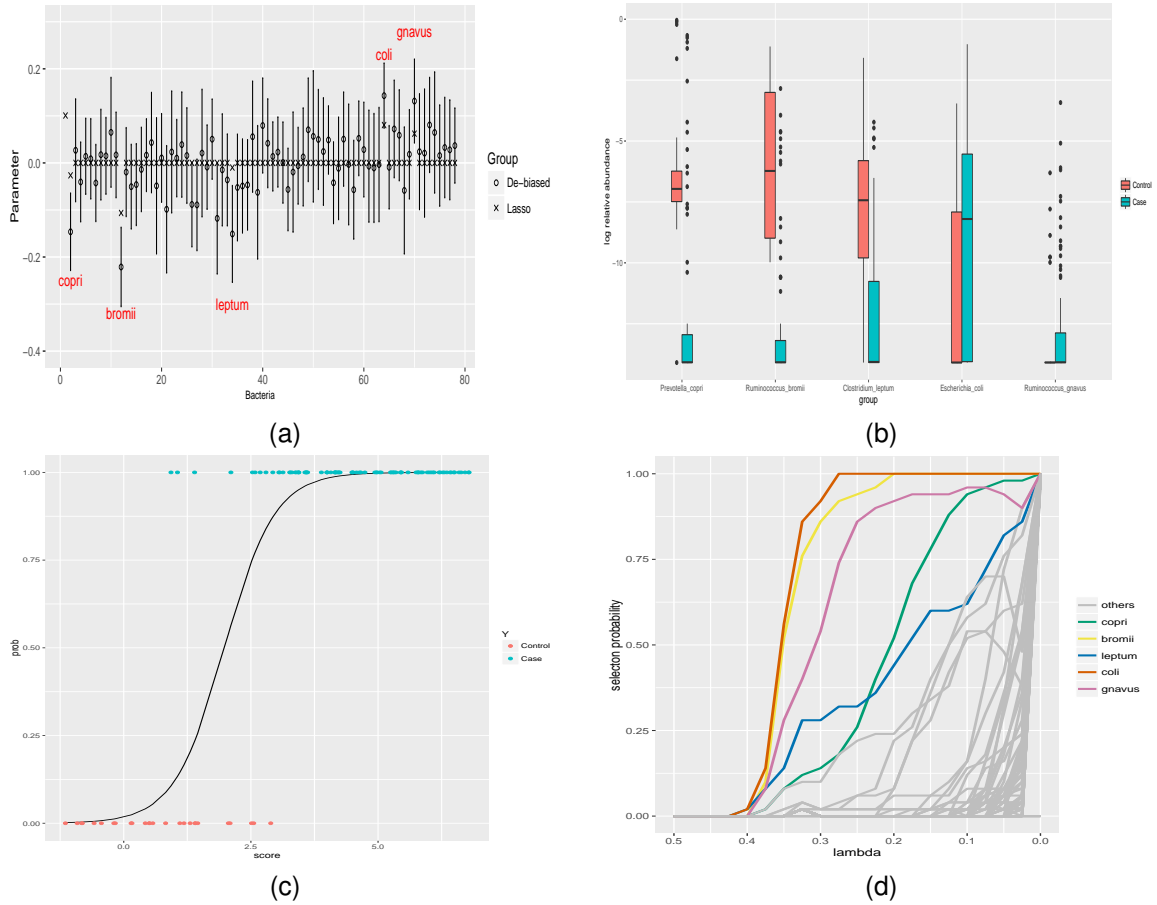 gnavus
coli
copri
bromii
leptum
0.2
0.0
−0.2
−0.4
Parameter
0 20 40 60 80
Bacteria
Group
De−biased
Lasso
(a)
0
−5
−10
log relative abundance
Prevotella_copri Ruminococcus_bromii Clostridium_leptum Escherichia_coli Ruminococcus_gnavus
group
Control
Case
(b)
1.00
0.75
0.50
0.25
0.00
prob
0.0 2.5 5.0
score
Y
Control
Case
(c)
1.00
0.75
0.50
0.25
0.00
selecton probability
0.5 0.4 0.3 0.2 0.1 0.0
lambda
others
copri
bromii
leptum
coli
gnavus
(d)